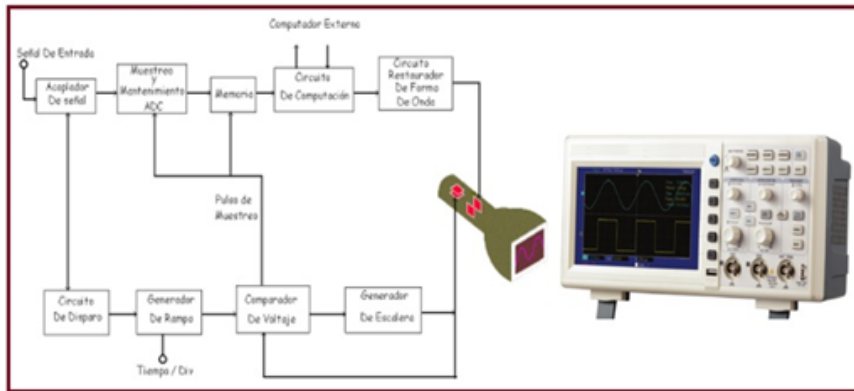 Computador Externo
Señal De Entrada
Acoplador
De señal
Muestreo
y
Mantenimiento
ADC
Memoria
Circuito
De Computación
Circuito
Restaurador
De Forma
De Onda
Pulso de
Muestreo
Circuito
De Disparo
Generador
De Rampa
Comparador
De Voltaje
Generador
De Escalera
Tiempo / Div